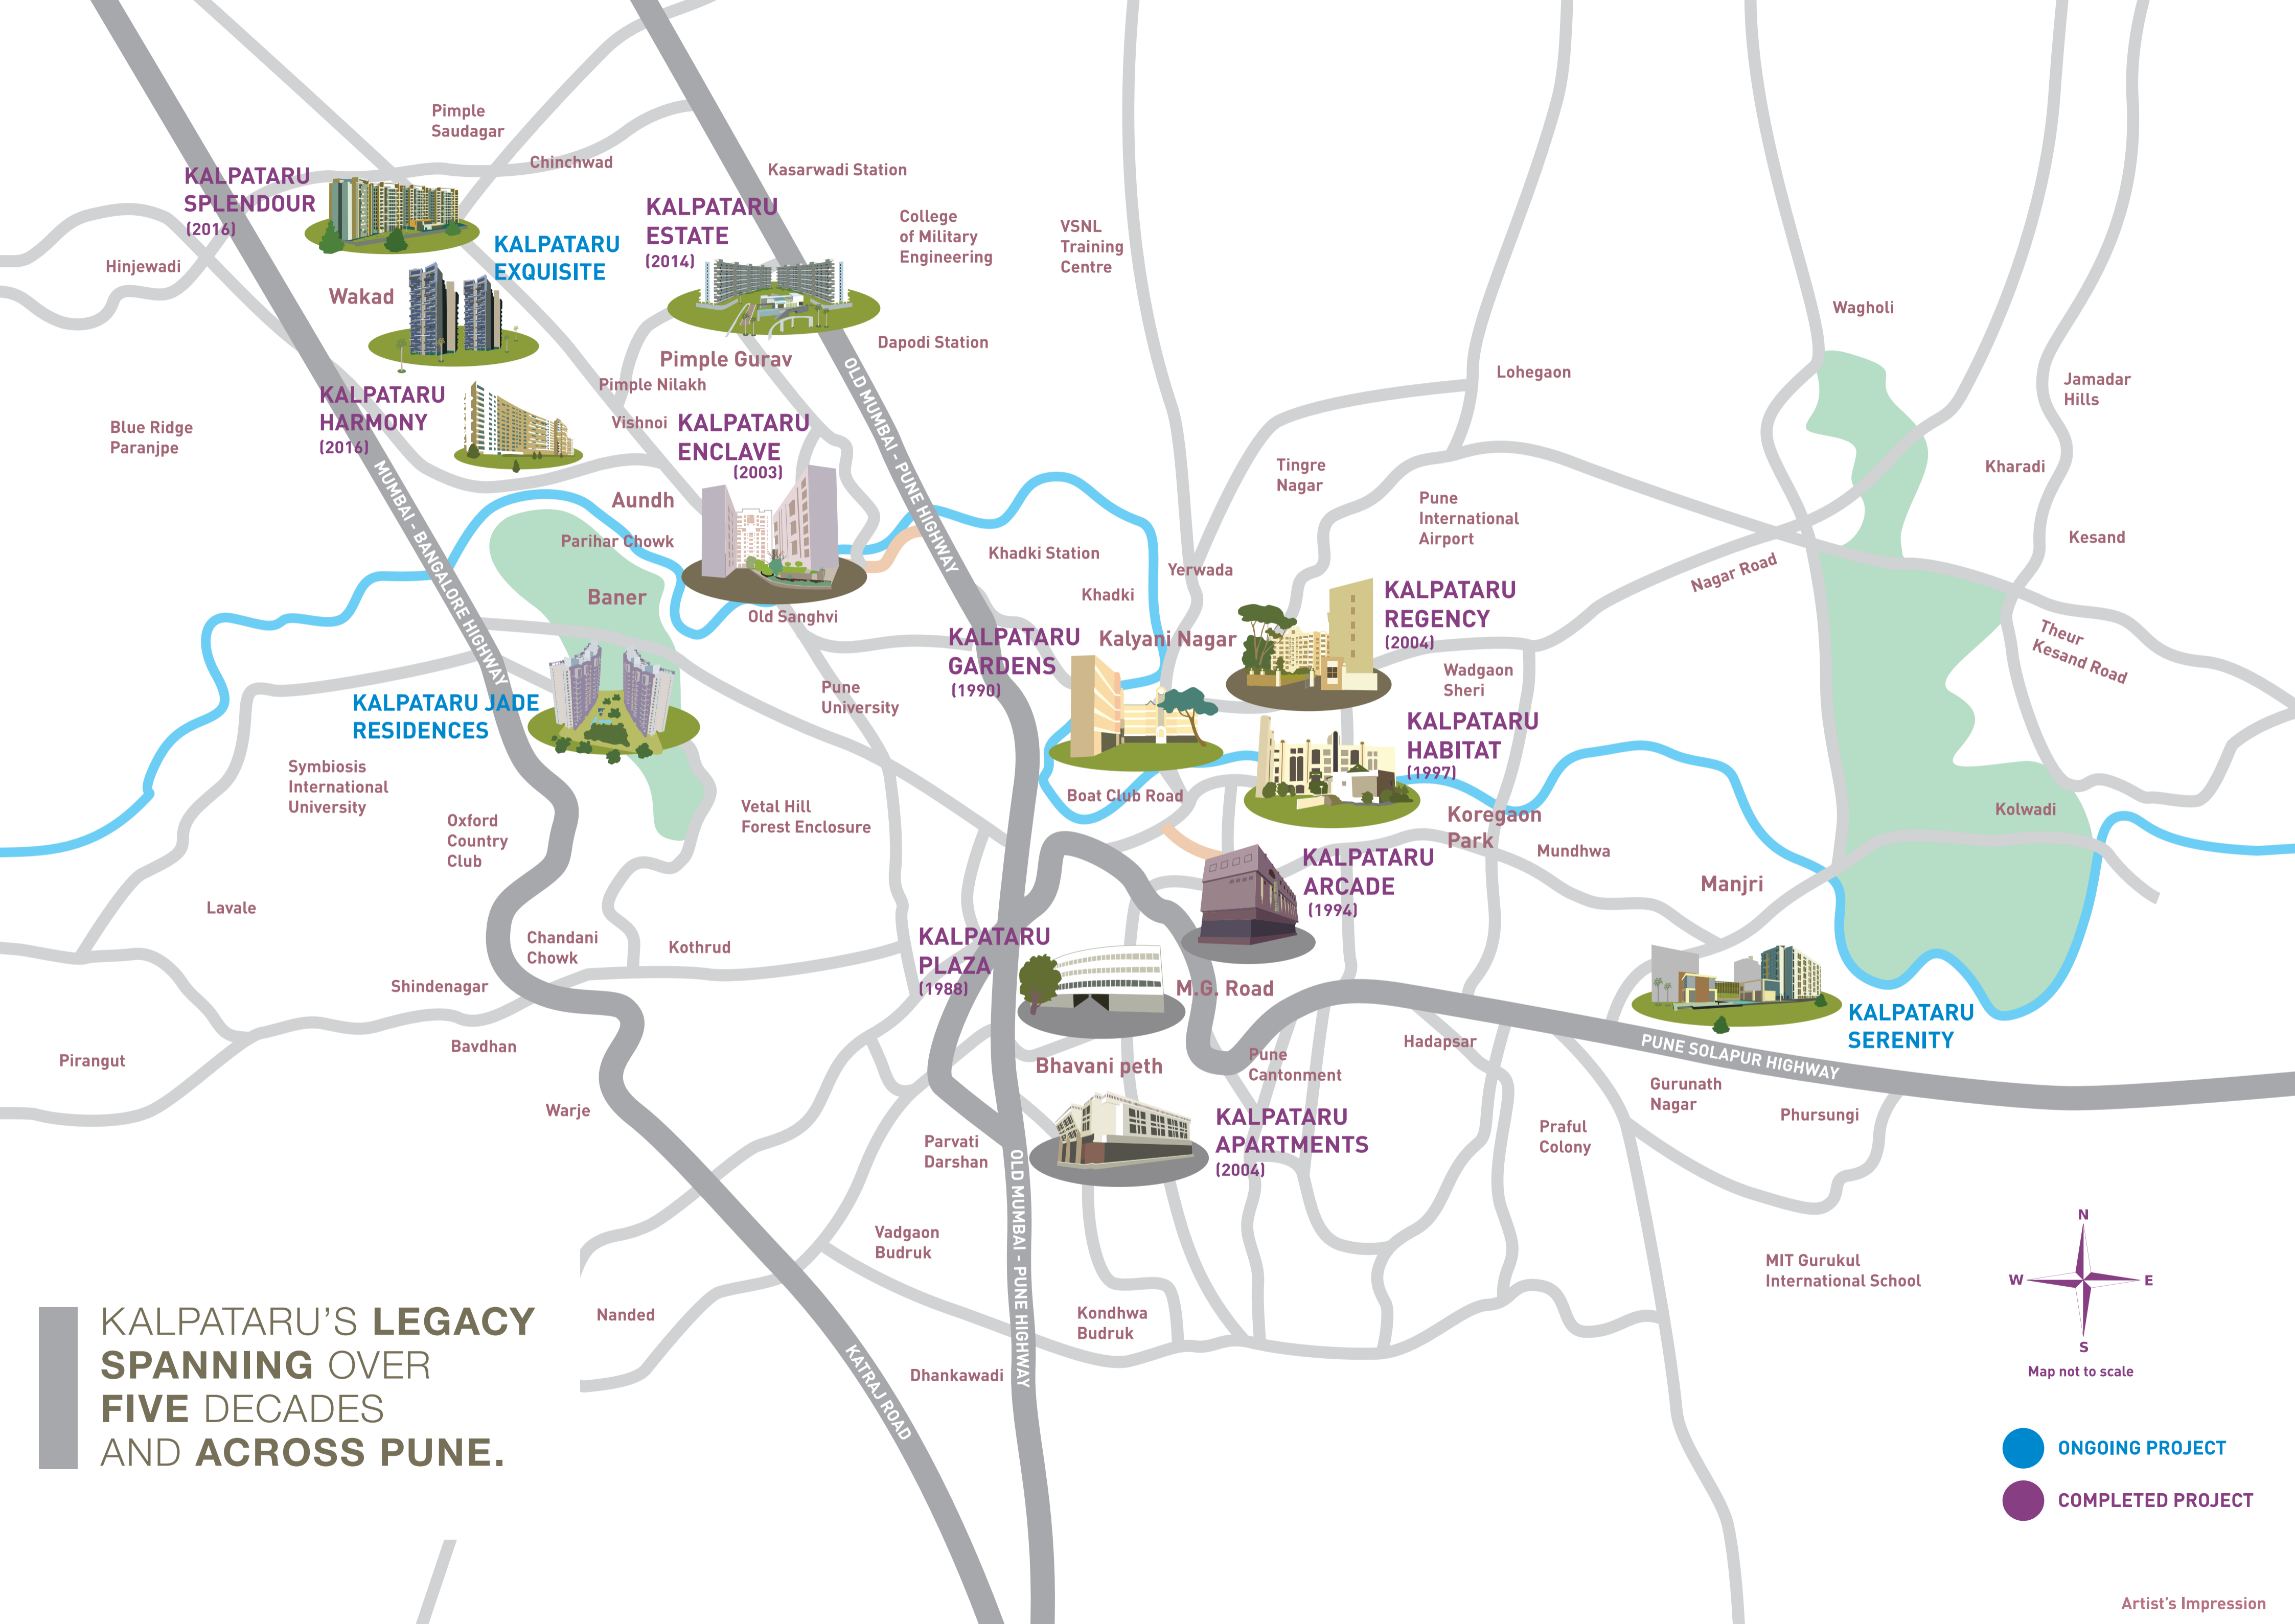 Pimple
Saudagar
Chinchwad
Kasarwadi Station
KALPATARU
SPLENDOUR
(2016)
KALPATARU
ESTATE
(2014)
College
of Military
Engineering
VSNL
Training
Centre
KALPATARU
EXQUISITE
Hinjewadi
Wakad
Wagholi
Dapodi Station
Pimple Gurav
Pimple Nilakh
OLD MUMBAI - PUNE HIGHWAY
Lohegaon
Jamadar
Hills
KALPATARU
HARMONY
(2016)
Vishnoi
KALPATARU
ENCLAVE
(2003)
Blue Ridge
Paranjpe
Tingre
Nagar
Kharadi
MUMBAI - BANGALORE HIGHWAY
Aundh
Pune
International
Airport
Parihar Chowk
Khadki Station
Kesand
Yerwada
Nagar Road
Baner
Khadki
Old Sanghvi
KALPATARU
REGENCY
(2004)
KALPATARU
GARDENS
(1990)
Kalyani Nagar
Theur
Kesand Road
Wadgaon
Sheri
KALPATARU JADE
RESIDENCES
Pune
University
KALPATARU
HABITAT
(1997)
Symbiosis
International
University
Boat Club Road
Vetal Hill
Forest Enclosure
Oxford
Country
Club
Koregaon
Park
Kolwadi
Mundhwa
KALPATARU
ARCADE
(1994)
Manjri
Lavale
Chandani
Chowk
Kothrud
KALPATARU
PLAZA
(1988)
Shindenagar
M.G. Road
KALPATARU
SERENITY
Bavdhan
Pirangut
Hadapsar
PUNE SOLAPUR HIGHWAY
Bhavani peth
Pune
Cantonment
Gurunath
Nagar
Warje
Phursungi
KALPATARU
APARTMENTS
(2004)
Praful
Colony
Parvati
Darshan
OLD MUMBAI - PUNE HIGHWAY
Vadgaon
Budruk
MIT Gurukul
International School
N
W
E
S
Map not to scale
Nanded
Kondhwa
Budruk
Dhankawadi
KATRAJ ROAD
KALPATARU'S LEGACY
SPANNING OVER
FIVE DECADES
AND ACROSS PUNE.
ONGOING PROJECT
COMPLETED PROJECT
Artist's Impression